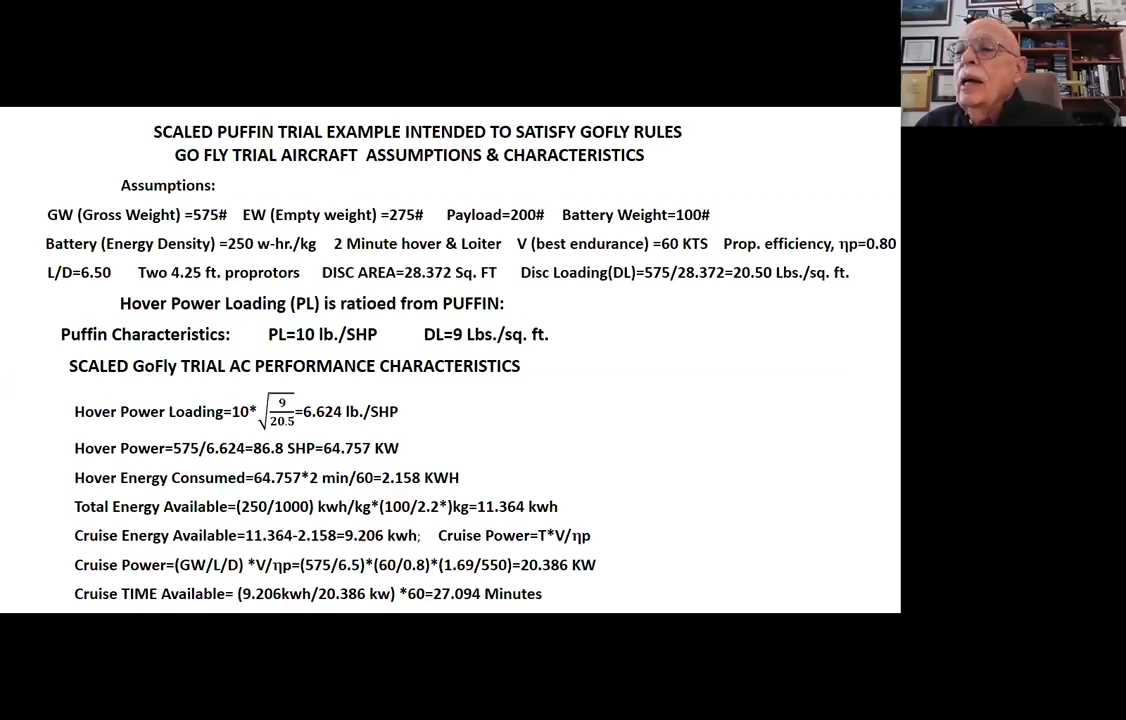 SCALED PUFFIN TRIAL EXAMPLE INTENDED TO SATISFY GOFLY RULES
GO FLY TRIAL AIRCRAFT ASSUMPTIONS & CHARACTERISTICS
Assumptions:
GW (Gross Weight) =575# EW (Empty weight) =275# Payload=200# Battery Weight=100#
Battery (Energy Density) =250 w-hr./kg 2 Minute hover & Loiter V (best endurance) =60 KTS Prop. efficiency, ηp=0.80
L/D=6.50 Two 4.25 ft. proprotors DISC AREA=28.372 Sq. FT Disc Loading(DL)=575/28.372=20.50 Lbs./sq. ft.
Hover Power Loading (PL) is ratioed from PUFFIN:
Puffin Characteristics: PL=10 lb./SHP DL=9 Lbs./sq. ft.
SCALED GoFly TRIAL AC PERFORMANCE CHARACTERISTICS
Hover Power Loading=10*√(9/20.5)=6.624 lb./SHP
Hover Power=575/6.624=86.8 SHP=64.757 KW
Hover Energy Consumed=64.757*2 min/60=2.158 KWH
Total Energy Available=(250/1000) kwh/kg*(100/2.2*)kg=11.364 kwh
Cruise Energy Available=11.364-2.158=9.206 kwh; Cruise Power=T*V/ηp
Cruise Power=(GW/L/D) *V/ηp=(575/6.5)*(60/0.8)*(1.69/550)=20.386 KW
Cruise TIME Available= (9.206kwh/20.386 kw) *60=27.094 Minutes